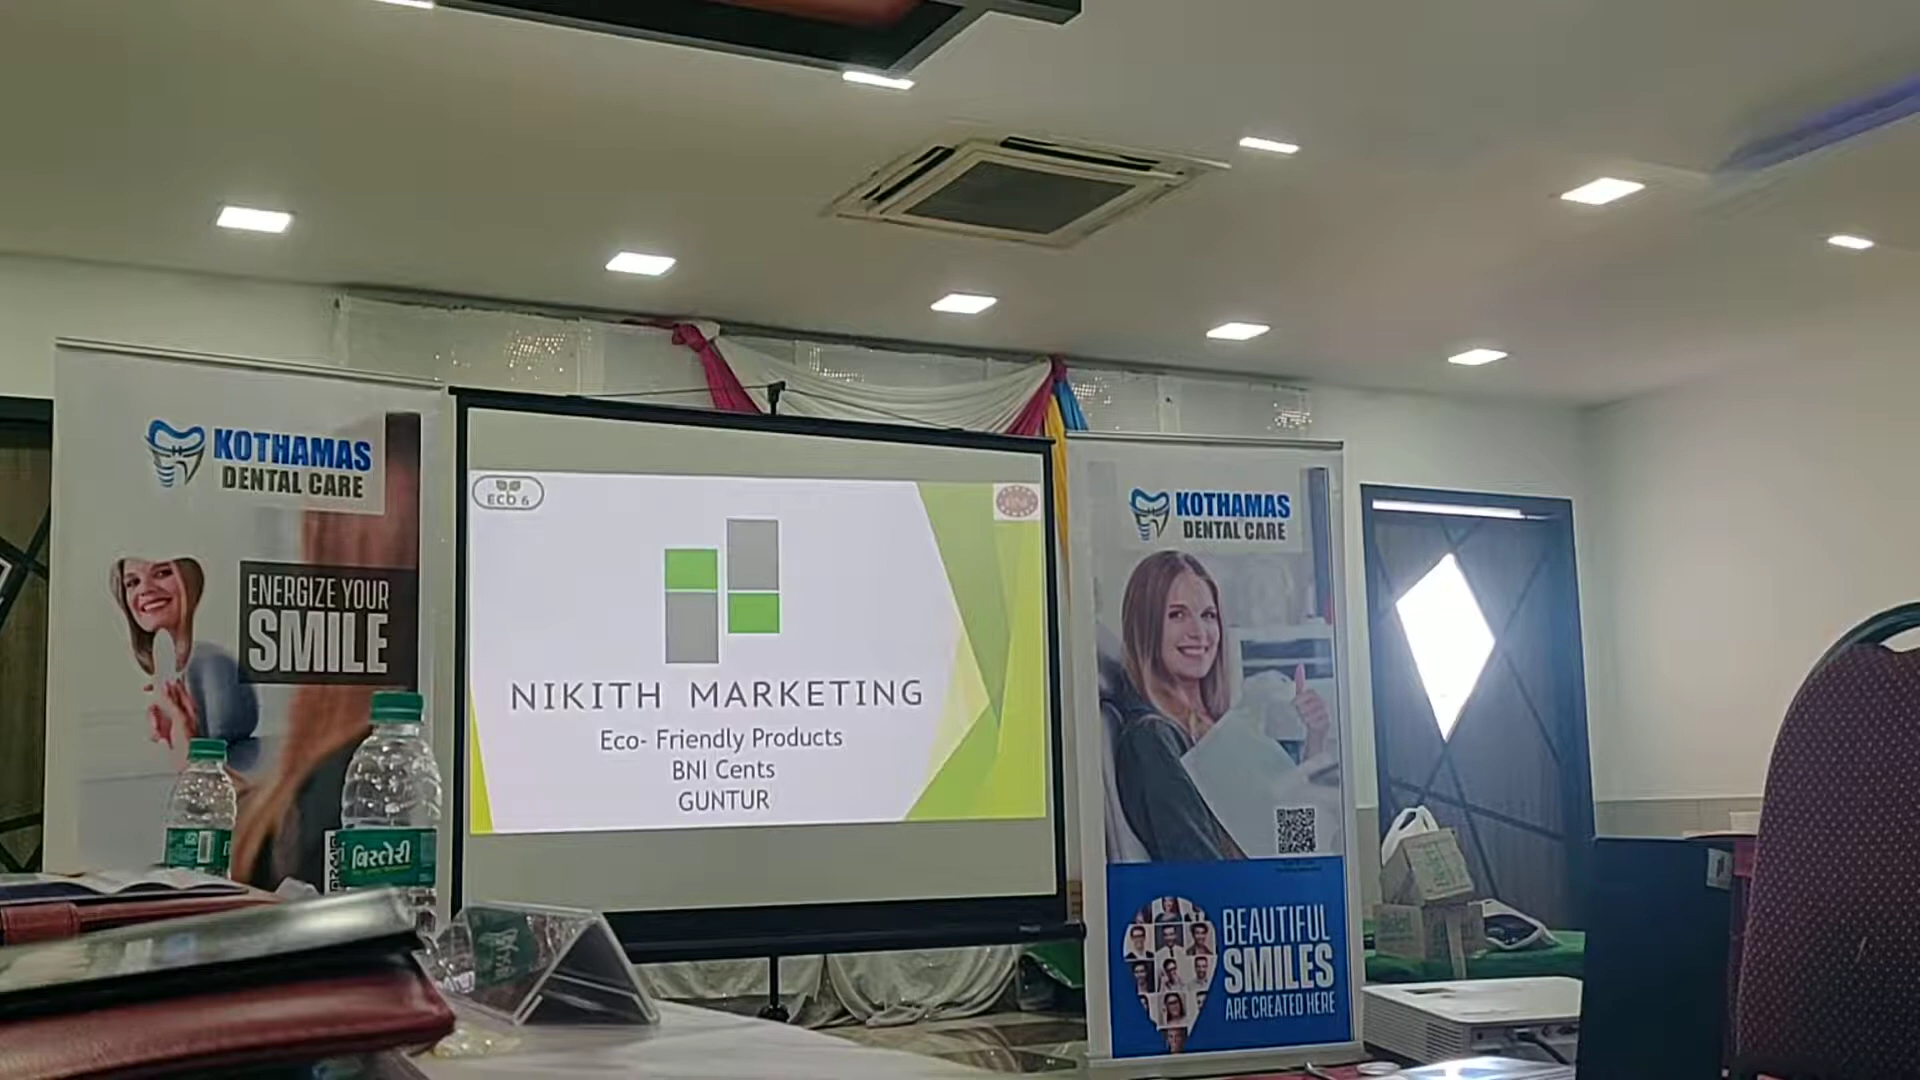 KOTHAMAS
DENTAL CARE
ENERGIZE YOUR
SMILE
ECO 6
NIKITH MARKETING
Eco- Friendly Products
BNI Cents
GUNTUR
KOTHAMAS
DENTAL CARE
BEAUTIFUL
SMILES
ARE CREATED HERE
બિસ્લેરી